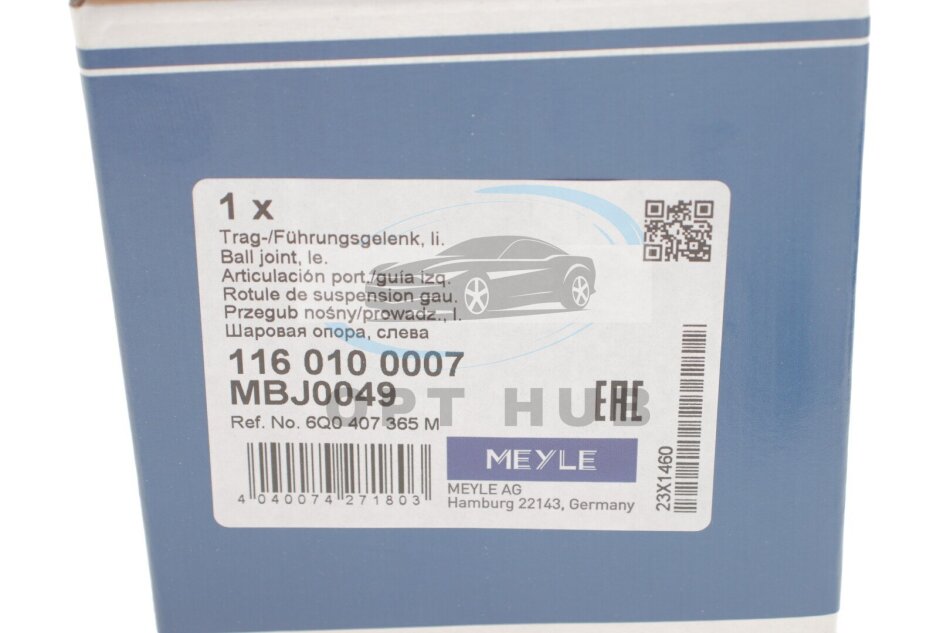 1 x
Trag-/Führungsgelenk, li.
Ball joint, le.
Articulación port./guía izq.
Rotule de suspension gau.
Przegub nośny/prowadz., l.
Шаровая опора, слева
116 010 0007
MBJ0049
OPT HUB
EAC
Ref. No. 6Q0 407 365 M
MEYLE
4 040074 271803
MEYLE AG
Hamburg 22143, Germany
23X1460